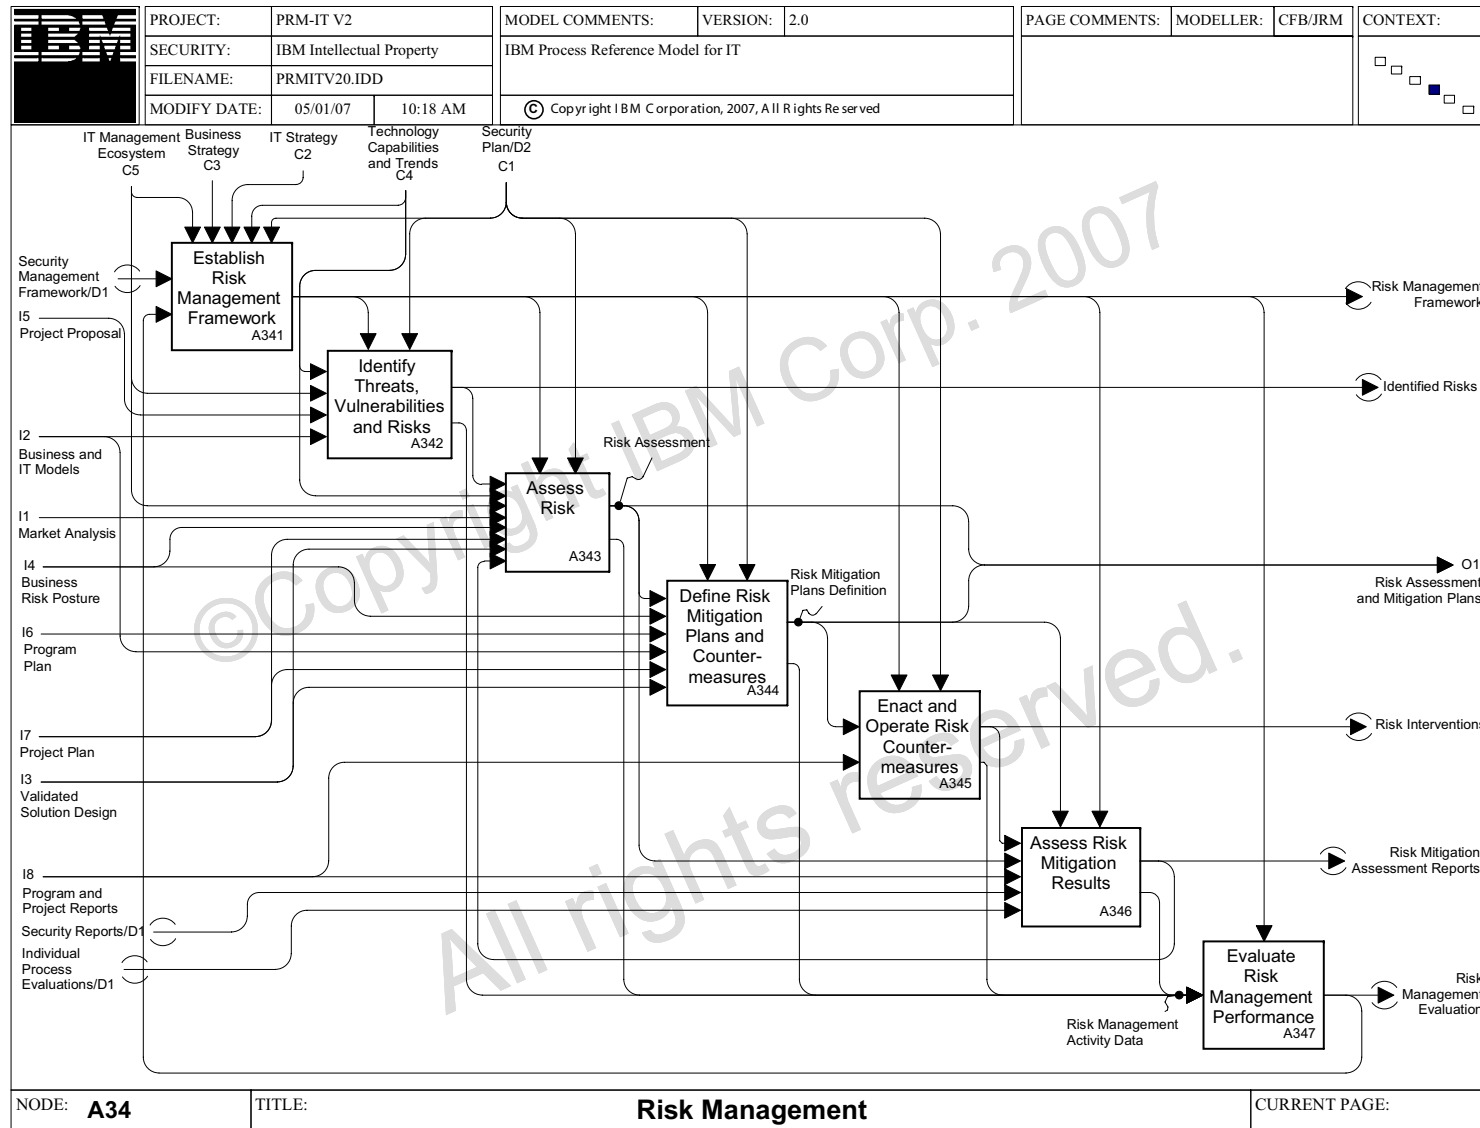 IBM
PROJECT: PRM-IT V2
SECURITY: IBM Intellectual Property
FILENAME: PRMITV20.IDD
MODIFY DATE: 05/01/07 10:18 AM
MODEL COMMENTS: VERSION: 2.0
IBM Process Reference Model for IT
© Copyright IBM Corporation, 2007, All Rights Reserved
PAGE COMMENTS: MODELLER: CFB/JRM
CONTEXT:
IT Management
Ecosystem
C5
Business
Strategy
C3
IT Strategy
C2
Technology
Capabilities
and Trends
C4
Security
Plan/D2
C1
Security
Management
Framework/D1
I5
Project Proposal
I2
Business and
IT Models
I1
Market Analysis
I4
Business
Risk Posture
I6
Program
Plan
I7
Project Plan
I3
Validated
Solution Design
I8
Program and
Project Reports
Security Reports/D1
Individual
Process
Evaluations/D1
Establish
Risk
Management
Framework
A341
Identify
Threats,
Vulnerabilities
and Risks
A342
Risk Assessment
Assess
Risk
A343
Risk Mitigation
Plans Definition
Define Risk
Mitigation
Plans and
Counter-
measures
A344
Enact and
Operate Risk
Counter-
measures
A345
Assess Risk
Mitigation
Results
A346
Evaluate
Risk
Management
Performance
A347
Risk Management
Activity Data
Risk Management
Framework
Identified Risks
O1
Risk Assessment
and Mitigation Plans
Risk Interventions
Risk Mitigation
Assessment Reports
Risk
Management
Evaluation
©Copyright IBM Corp. 2007
All rights reserved.
NODE: A34
TITLE: Risk Management
CURRENT PAGE: